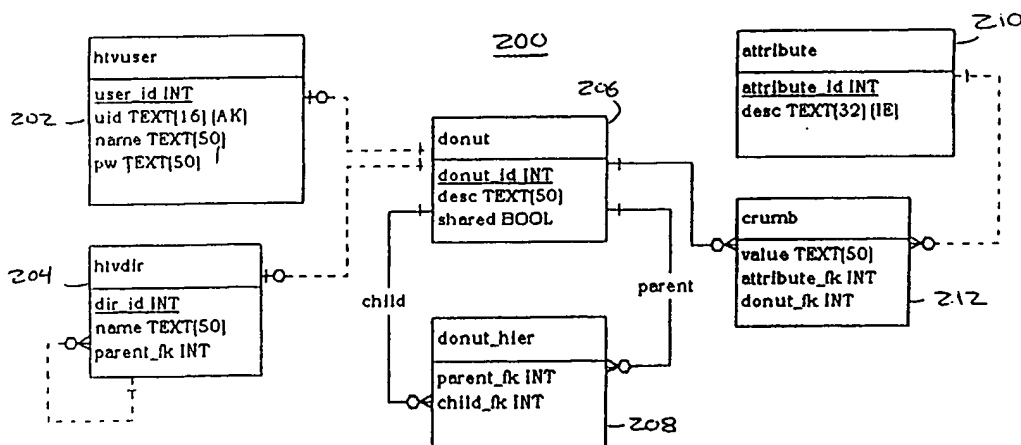 200
210
attribute
attribute_id INT
desc TEXT[32] [IE]
htvuser
user_id INT
uid TEXT[16] [AK]
name TEXT[50]
pw TEXT[50]
202
206
donut
donut_id INT
desc TEXT[50]
shared BOOL
crumb
value TEXT[50]
attribute_fk INT
donut_fk INT
212
204
htvdir
dir_id INT
name TEXT[50]
parent_fk INT
child
parent
donut_hier
parent_fk INT
child_fk INT
208